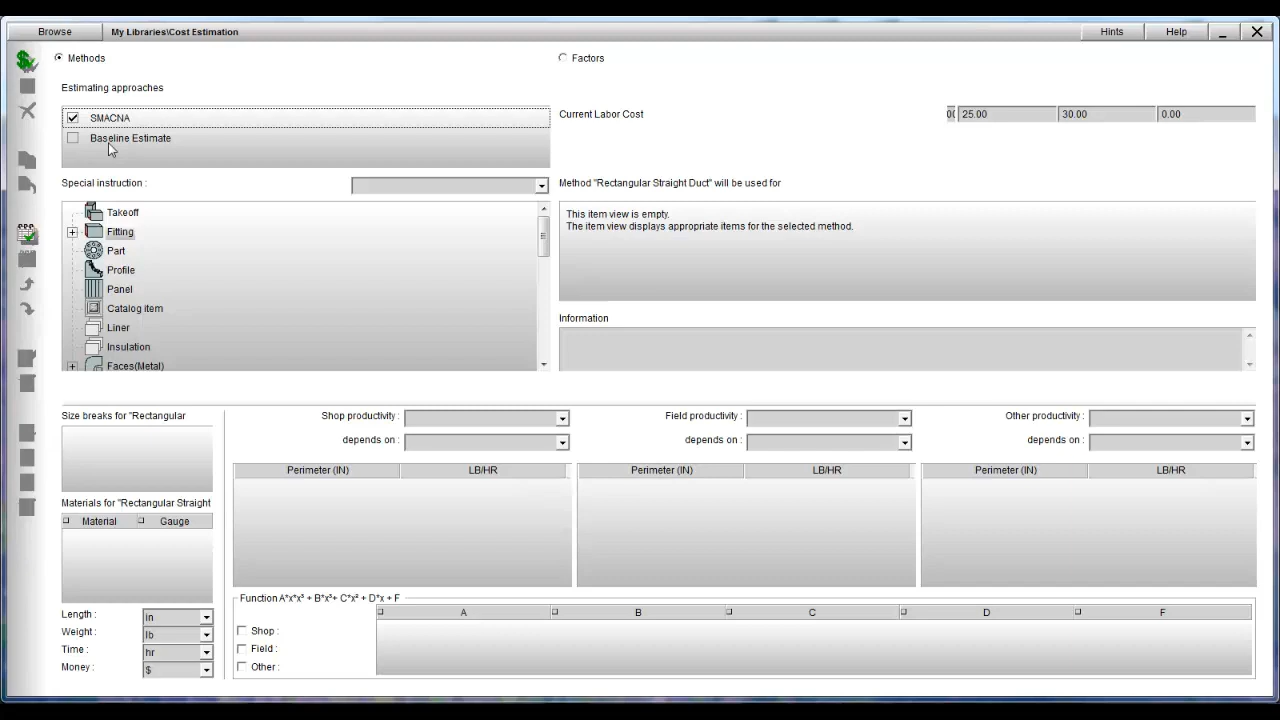 Browse
My Libraries\Cost Estimation
Hints
Help
Methods
Factors
Estimating approaches
SMACNA
Baseline Estimate
Current Labor Cost
25.00
30.00
0.00
Special instruction :
Method "Rectangular Straight Duct" will be used for
Takeoff
Fitting
Part
Profile
Panel
Catalog item
Liner
Insulation
Faces(Metal)
This item view is empty.
The item view displays appropriate items for the selected method.
Information
Size breaks for "Rectangular
Shop productivity :
Field productivity :
Other productivity :
depends on :
depends on :
depends on :
Perimeter (IN)
LB/HR
Perimeter (IN)
LB/HR
Perimeter (IN)
LB/HR
Materials for "Rectangular Straight
Material
Gauge
Length :
in
Weight :
lb
Time :
hr
Money :
$
Function A*x*x³ + B*x³+ C*x² + D*x + F
A
B
C
D
F
Shop :
Field :
Other :